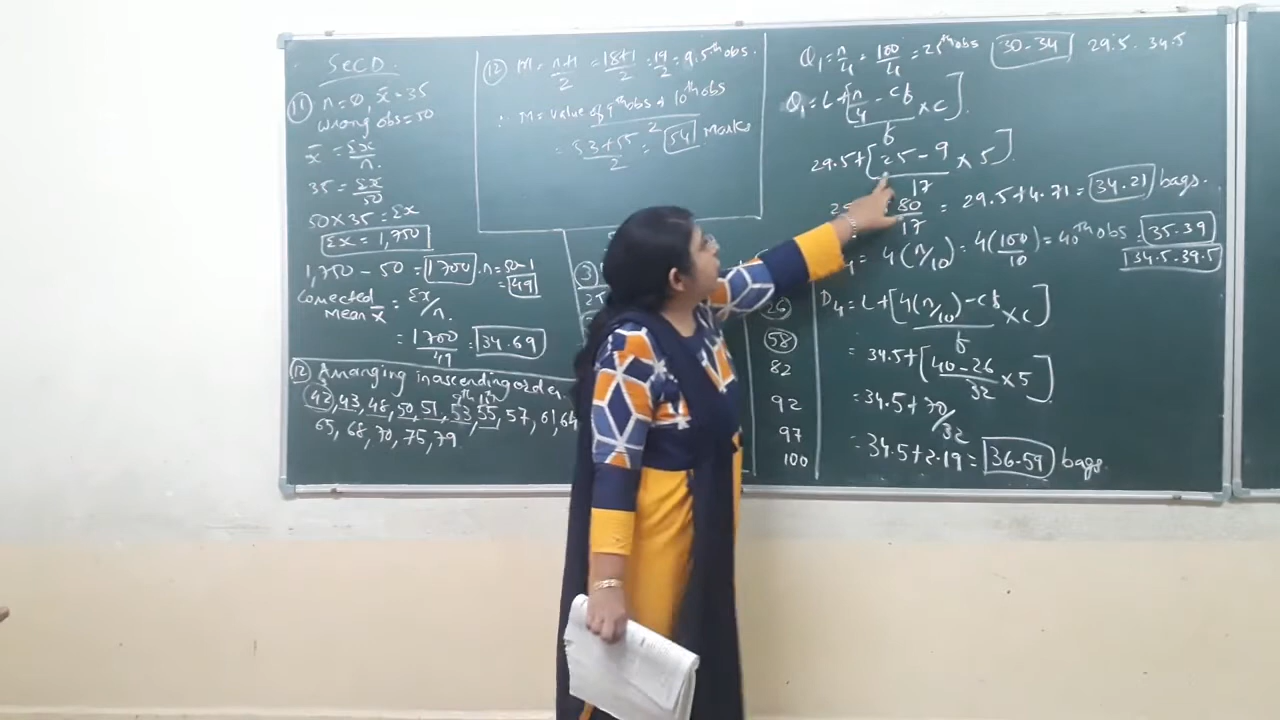 SecD.
11 n=0, x̄=35
wrong obs=50
x̄ = Σx/n.
35 = Σx/50
50×35=Σx
Σx = 1,750
1,750-50=1700. n=50-1
=49
Corrected mean x̄ = Σx/n.
= 1700/49 = 34.69
12 Arranging in ascending order.
9th 10th
42, 43, 48, 50, 51, 53, 55, 57, 61, 64
65, 68, 70, 75, 79
12 M = n+1/2 = 18+1/2 = 19/2 = 9.5th obs.
∴ M = value of 9th obs + 10th obs/2
= 53+55/2 = 54 Marks
3
25
26
58
82
92
97
100
Q1 = n/4 = 100/4 = 25th obs 30-34 29.5-34.5
Q1 = L+[n/4 - cf/f × c].
29.5+[25-9/17 × 5].
80/17 = 29.5+4.71 = 34.21 bags.
= 4(n/10) = 4(100/10) = 40th obs = 35-39
34.5-39.5
D4 = L+[4(n/10)-cf/f × c]
= 34.5+[40-26/32 × 5]
= 34.5+70/32
= 34.5+2.19 = 36.59 bags.